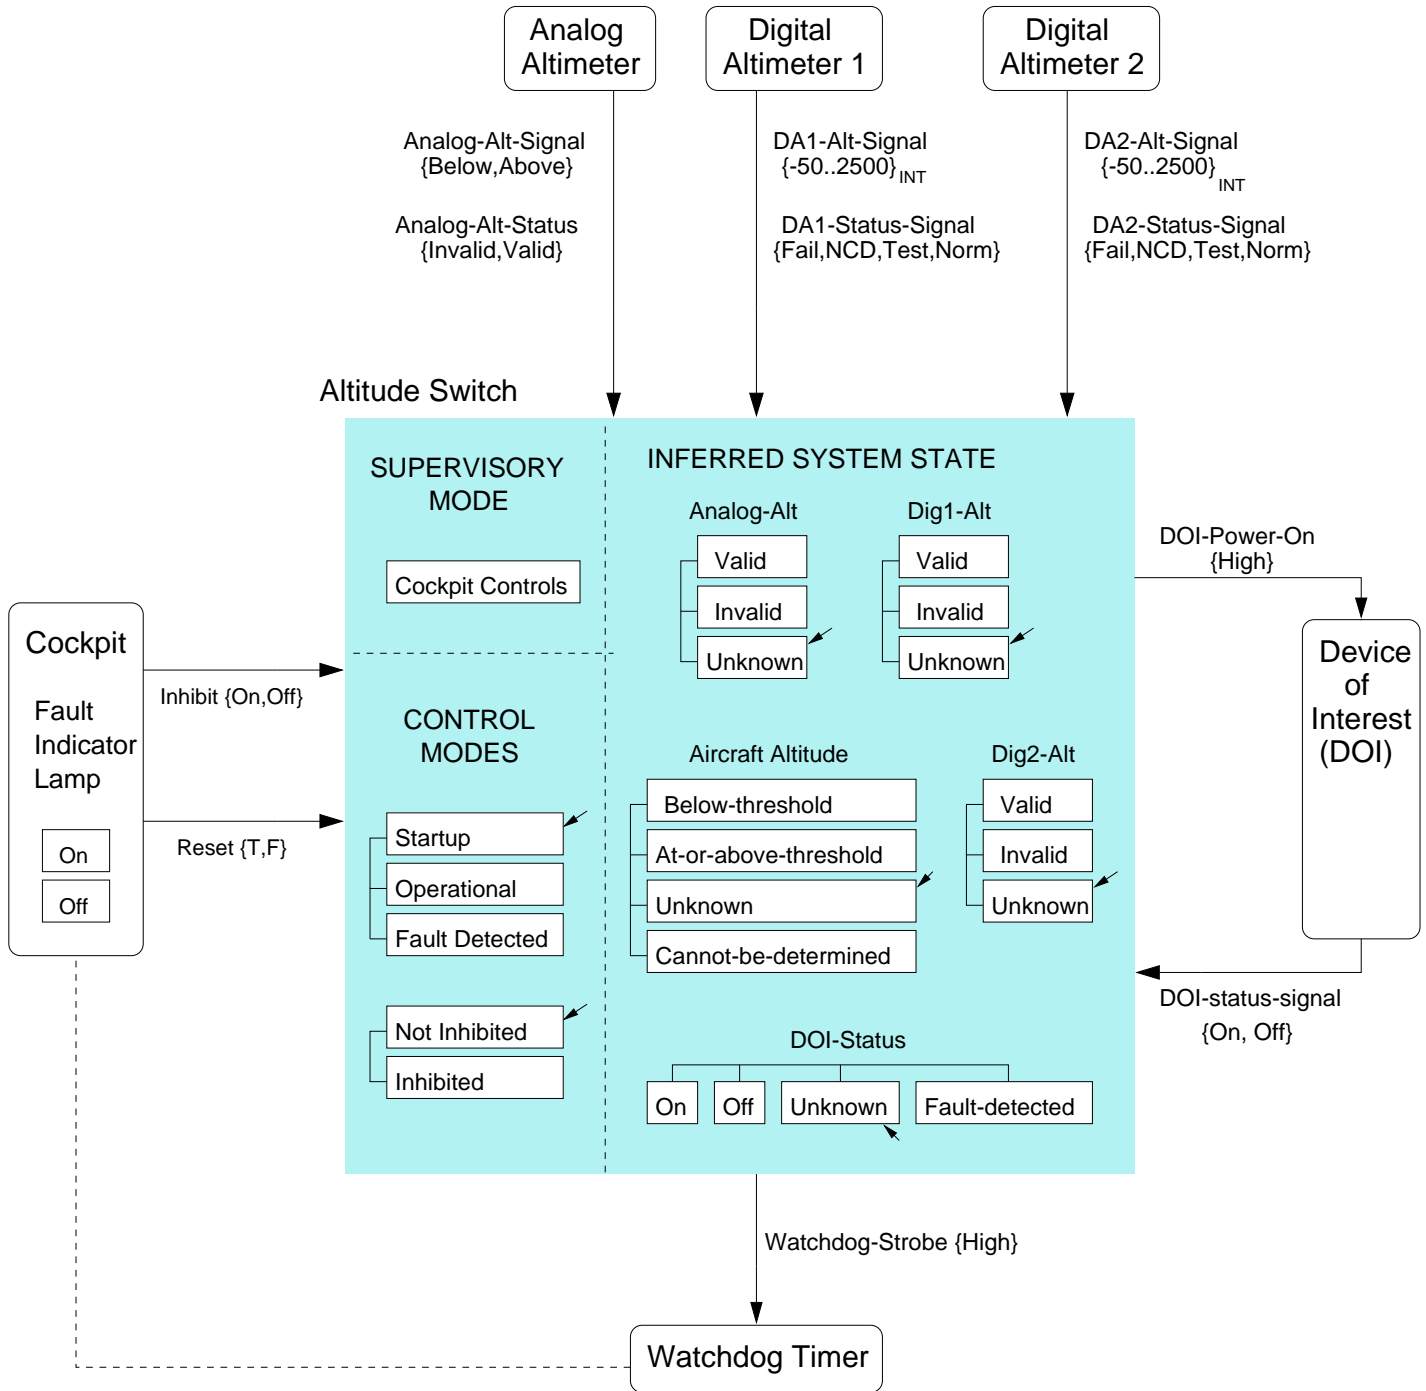 Analog
Altimeter
Digital
Altimeter 1
Digital
Altimeter 2
Analog-Alt-Signal
{Below,Above}
Analog-Alt-Status
{Invalid,Valid}
DA1-Alt-Signal
{-50..2500}INT
DA1-Status-Signal
{Fail,NCD,Test,Norm}
DA2-Alt-Signal
{-50..2500}INT
DA2-Status-Signal
{Fail,NCD,Test,Norm}
Altitude Switch
SUPERVISORY
MODE
Cockpit Controls
INFERRED SYSTEM STATE
Analog-Alt
Valid
Invalid
Unknown
Dig1-Alt
Valid
Invalid
Unknown
DOI-Power-On
{High}
Cockpit
Fault
Indicator
Lamp
On
Off
Inhibit {On,Off}
Reset {T,F}
CONTROL
MODES
Startup
Operational
Fault Detected
Not Inhibited
Inhibited
Aircraft Altitude
Below-threshold
At-or-above-threshold
Unknown
Cannot-be-determined
Dig2-Alt
Valid
Invalid
Unknown
Device
of
Interest
(DOI)
DOI-status-signal
{On, Off}
DOI-Status
On
Off
Unknown
Fault-detected
Watchdog-Strobe {High}
Watchdog Timer